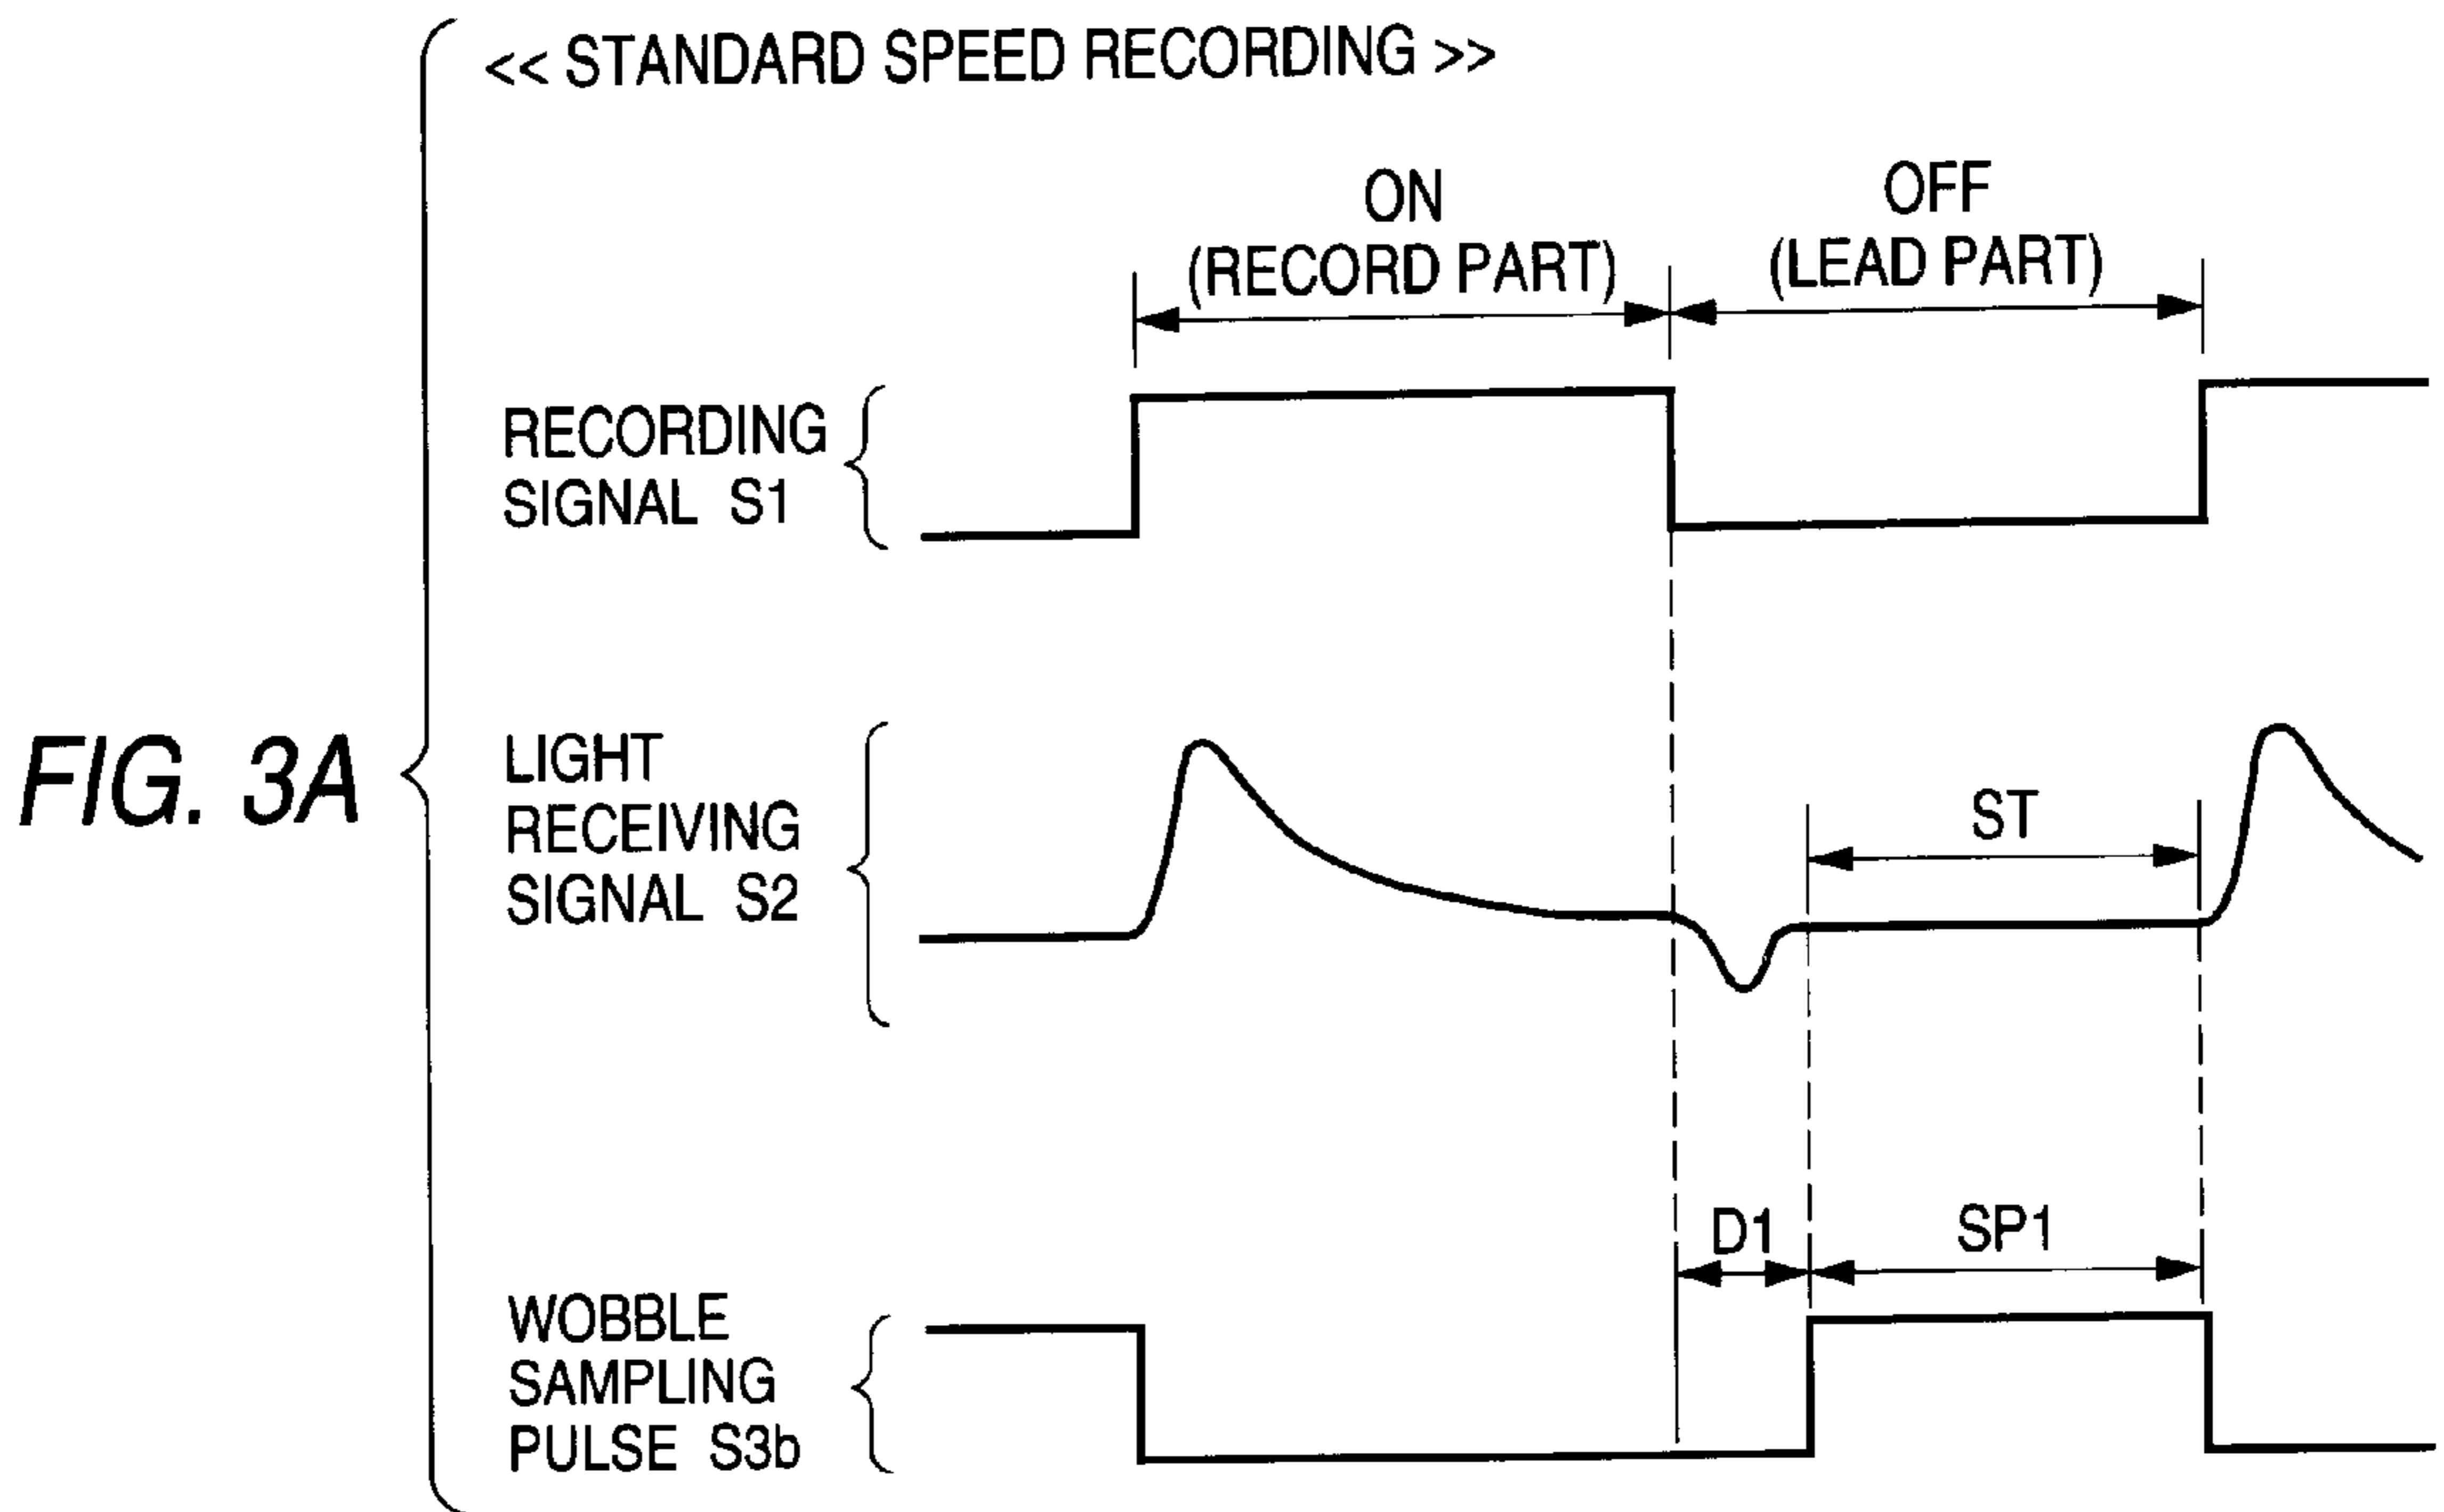 << STANDARD SPEED RECORDING >>
ON
(RECORD PART)
OFF
(LEAD PART)
RECORDING
SIGNAL S1
FIG. 3A
LIGHT
RECEIVING
SIGNAL S2
ST
D1
SP1
WOBBLE
SAMPLING
PULSE S3b